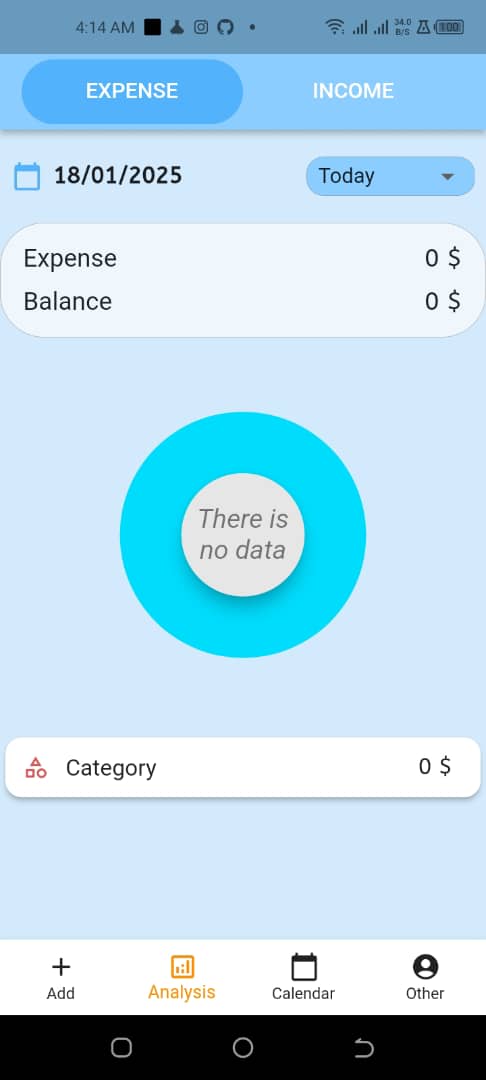 4:14 AM 34.0 B/S 100
EXPENSE INCOME
18/01/2025 Today
Expense 0 $
Balance 0 $
There is
no data
Category 0 $
Add Analysis Calendar Other